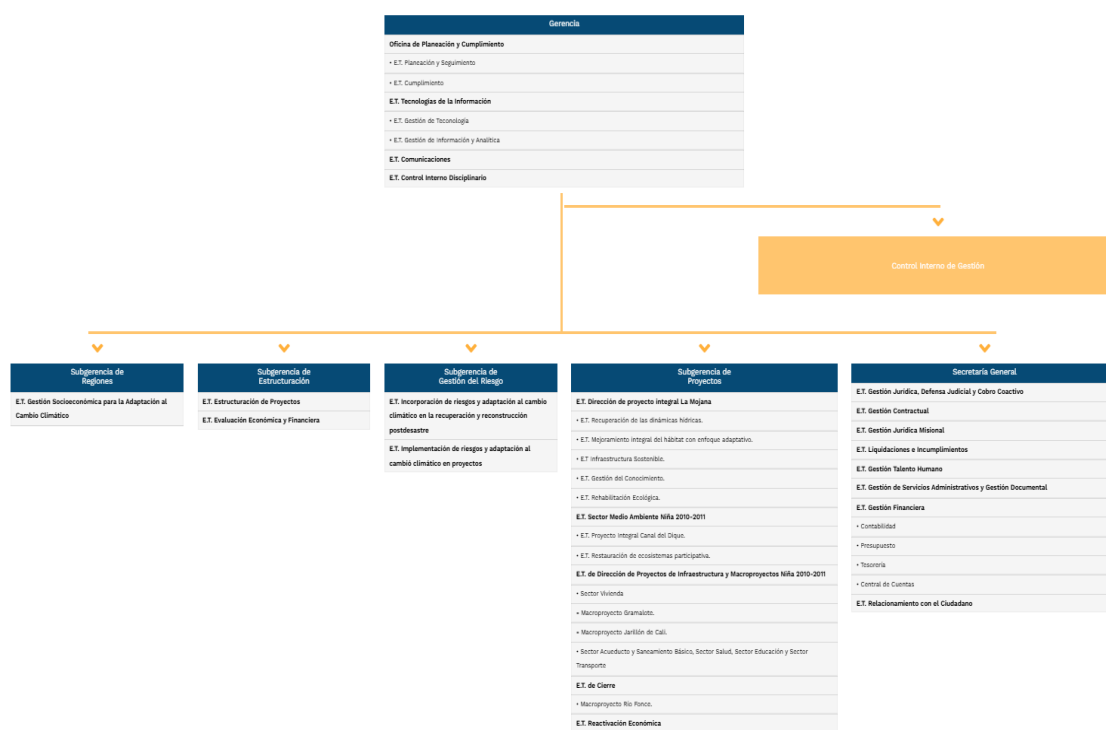 Gerencia
Oficina de Planeación y Cumplimiento
• E.T. Planeación y Seguimiento
• E.T. Cumplimiento
E.T. Tecnologías de la Información
• E.T. Gestión de Teconología
• E.T. Gestión de Información y Analítica
E.T. Comunicaciones
E.T. Control Interno Disciplinario
Control Interno de Gestión
Subgerencia de
Regiones
E.T. Gestión Socioeconómica para la Adaptación al
Cambio Climático
Subgerencia de
Estructuración
E.T. Estructuración de Proyectos
E.T. Evaluación Económica y Financiera
Subgerencia de
Gestión del Riesgo
E.T. Incorporación de riesgos y adaptación al cambio
climático en la recuperación y reconstrucción
postdesastre
E.T. Implementación de riesgos y adaptación al
cambió climático en proyectos
Subgerencia de
Proyectos
E.T. Dirección de proyecto integral La Mojana
• E.T. Recuperación de las dinámicas hídricas.
• E.T. Mejoramiento integral del hábitat con enfoque adaptativo.
• E.T Infraestructura Sostenible.
• E.T. Gestión del Conocimiento.
• E.T. Rehabilitación Ecológica.
E.T. Sector Medio Ambiente Niña 2010-2011
• E.T. Proyecto Integral Canal del Dique.
• E.T. Restauración de ecosistemas participativa.
E.T. de Dirección de Proyectos de Infraestructura y Macroproyectos Niña 2010-2011
• Sector Vivienda
• Macroproyecto Gramalote.
• Macroproyecto Jarillón de Cali.
• Sector Acueducto y Saneamiento Básico, Sector Salud, Sector Educación y Sector
Transporte
E.T. de Cierre
• Macroproyecto Río Fonce.
E.T. Reactivación Económica
Secretaría General
E.T. Gestión Jurídica, Defensa Judicial y Cobro Coactivo
E.T. Gestión Contractual
E.T. Gestión Jurídica Misional
E.T. Liquidaciones e Incumplimientos
E.T. Gestión Talento Humano
E.T. Gestión de Servicios Administrativos y Gestión Documental
E.T. Gestión Financiera
• Contabilidad
• Presupuesto
• Tesorería
• Central de Cuentas
E.T. Relacionamiento con el Ciudadano